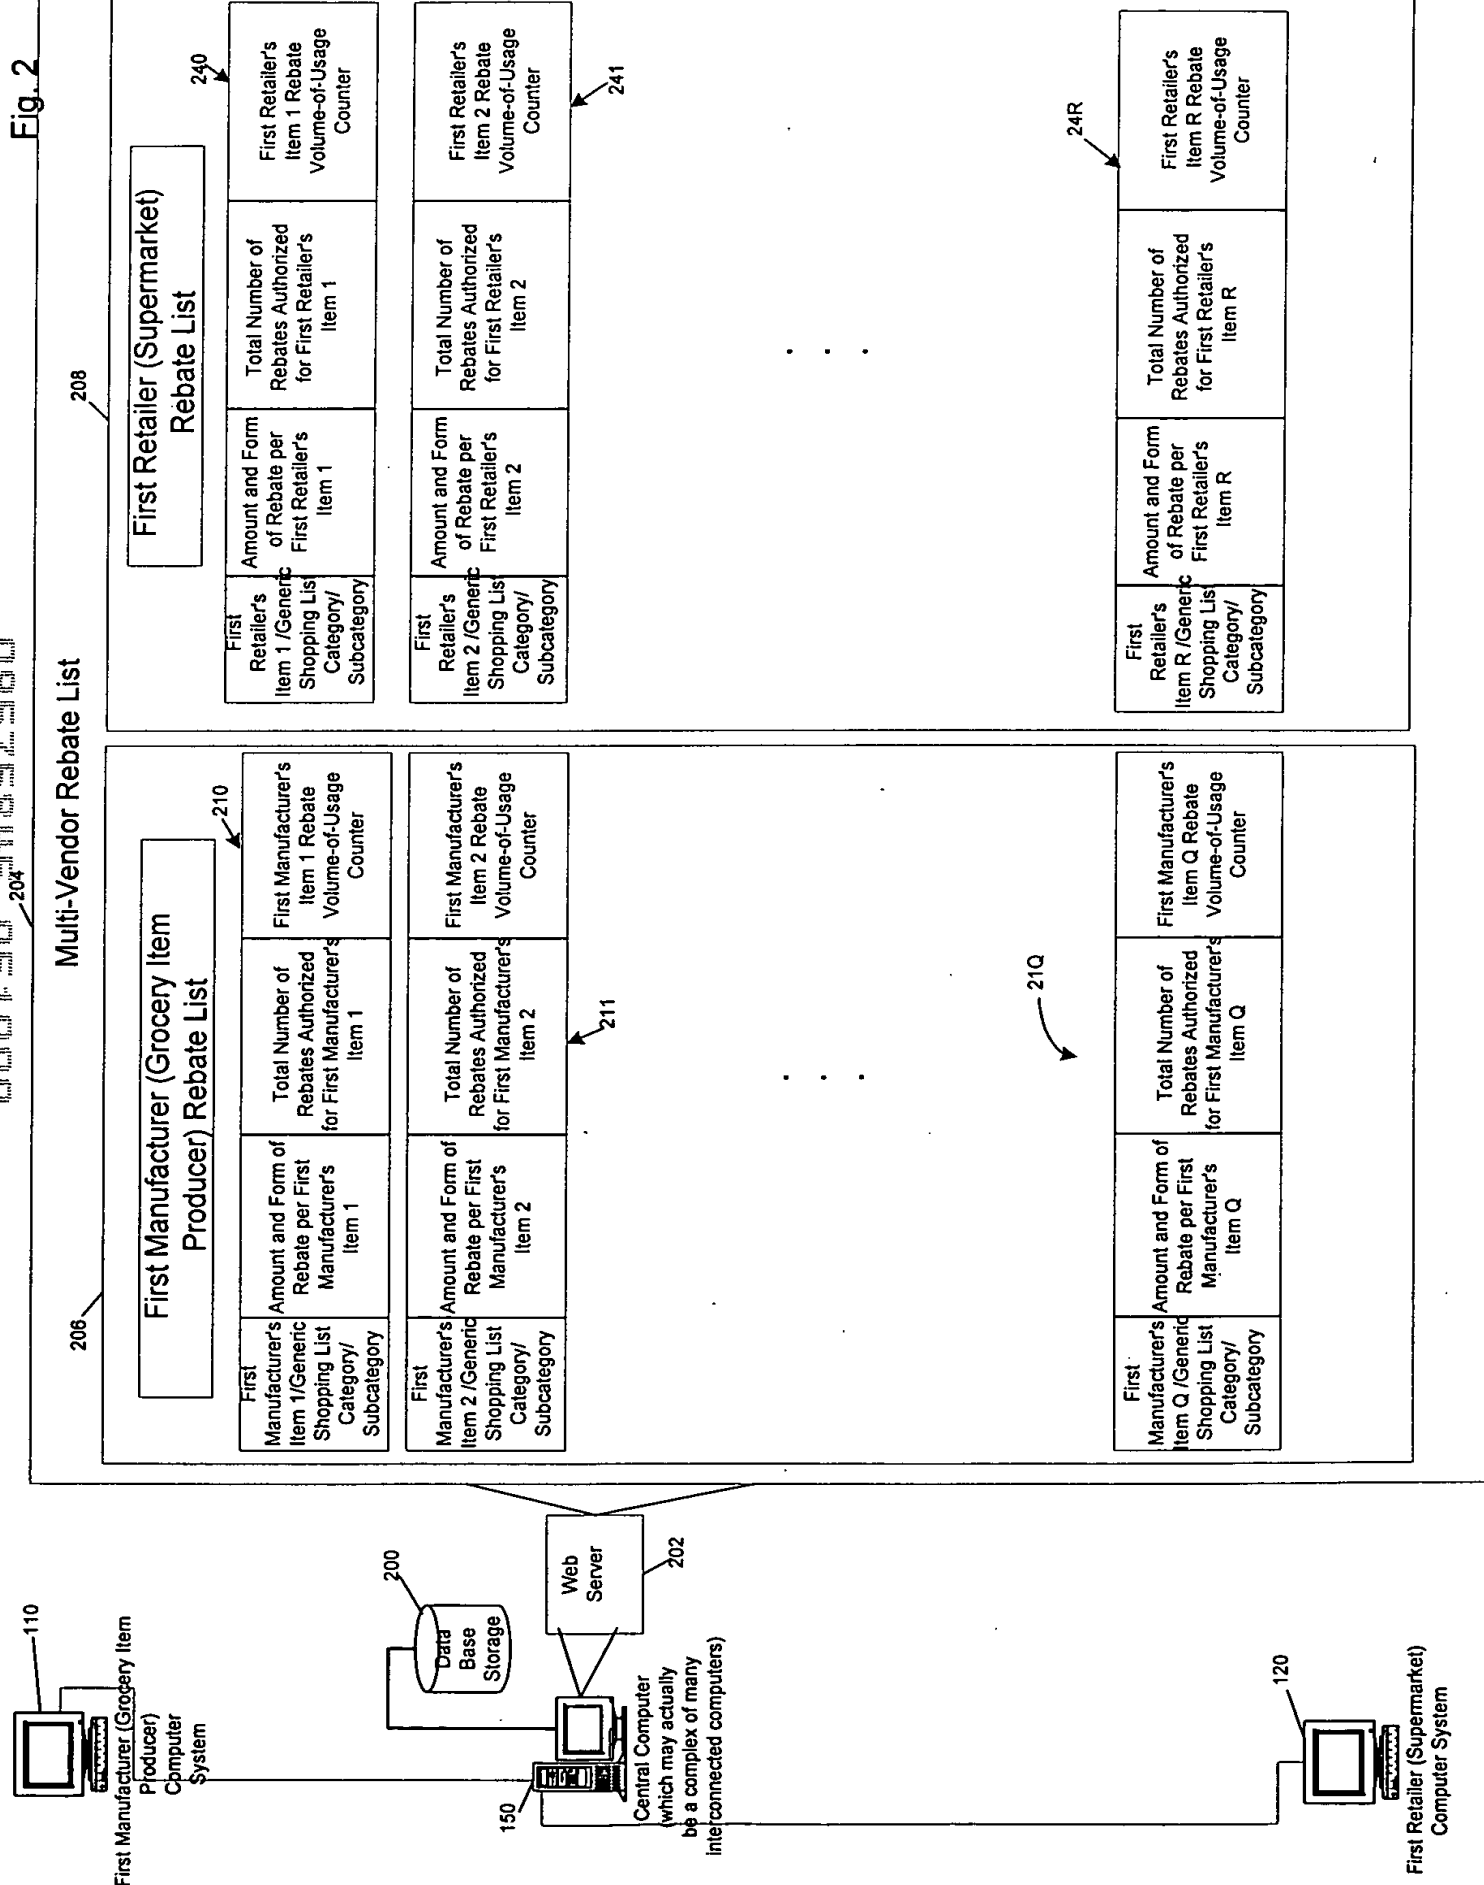 Fig. 2
204
Multi-Vendor Rebate List
110
First Manufacturer (Grocery Item
Producer)
Computer
System
200
Data
Base
Storage
Web
Server
202
150
Central Computer
(which may actually
be a complex of many
interconnected computers)
120
First Retailer (Supermarket)
Computer System
206
First Manufacturer (Grocery Item
Producer) Rebate List
210
First
Manufacturer's
Item 1/Generic
Shopping List
Category/
Subcategory
Amount and Form of
Rebate per First
Manufacturer's
Item 1
Total Number of
Rebates Authorized
for First Manufacturer's
Item 1
First Manufacturer's
Item 1 Rebate
Volume-of-Usage
Counter
First
Manufacturer's
Item 2 /Generic
Shopping List
Category/
Subcategory
Amount and Form of
Rebate per First
Manufacturer's
Item 2
Total Number of
Rebates Authorized
for First Manufacturer's
Item 2
First Manufacturer's
Item 2 Rebate
Volume-of-Usage
Counter
211
. . .
21Q
First
Manufacturer's
Item Q /Generic
Shopping List
Category/
Subcategory
Amount and Form of
Rebate per First
Manufacturer's
Item Q
Total Number of
Rebates Authorized
for First Manufacturer's
Item Q
First Manufacturer's
Item Q Rebate
Volume-of-Usage
Counter
208
First Retailer (Supermarket)
Rebate List
240
First
Retailer's
Item 1 /Generic
Shopping List
Category/
Subcategory
Amount and Form
of Rebate per
First Retailer's
Item 1
Total Number of
Rebates Authorized
for First Retailer's
Item 1
First Retailer's
Item 1 Rebate
Volume-of-Usage
Counter
First
Retailer's
Item 2 /Generic
Shopping List
Category/
Subcategory
Amount and Form
of Rebate per
First Retailer's
Item 2
Total Number of
Rebates Authorized
for First Retailer's
Item 2
First Retailer's
Item 2 Rebate
Volume-of-Usage
Counter
241
. . .
24R
First
Retailer's
Item R /Generic
Shopping List
Category/
Subcategory
Amount and Form
of Rebate per
First Retailer's
Item R
Total Number of
Rebates Authorized
for First Retailer's
Item R
First Retailer's
Item R Rebate
Volume-of-Usage
Counter